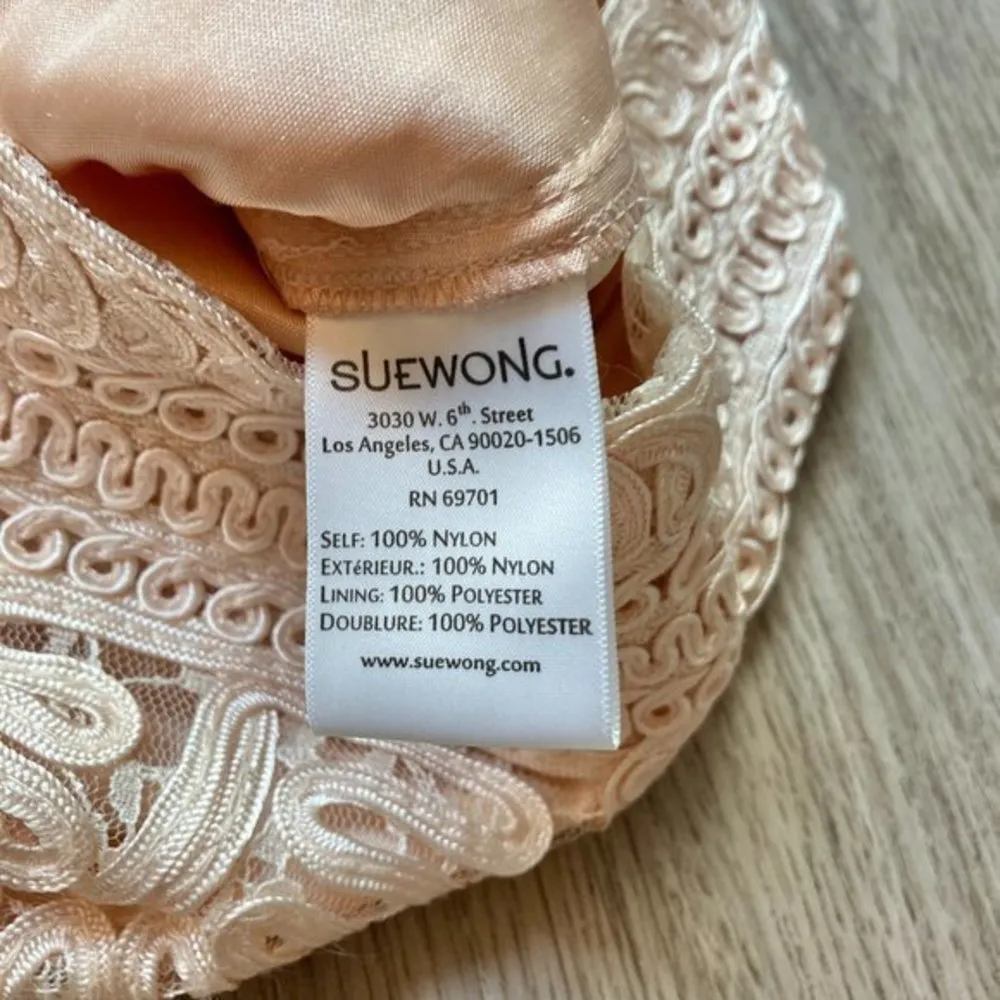 SUEWONG.
3030 W. 6th. Street
Los Angeles, CA 90020-1506
U.S.A.
RN 69701
SELF: 100% NYLON
EXTéRIEUR.: 100% NYLON
LINING: 100% POLYESTER
DOUBLURE: 100% POLYESTER
www.suewong.com